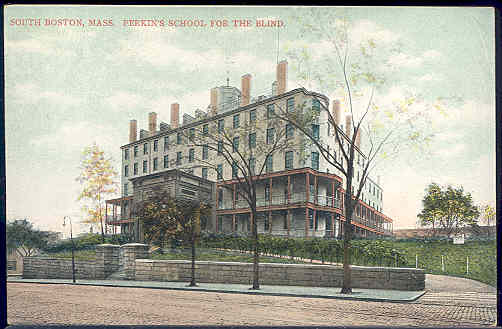 SOUTH BOSTON, MASS. PERKIN'S SCHOOL FOR THE BLIND.